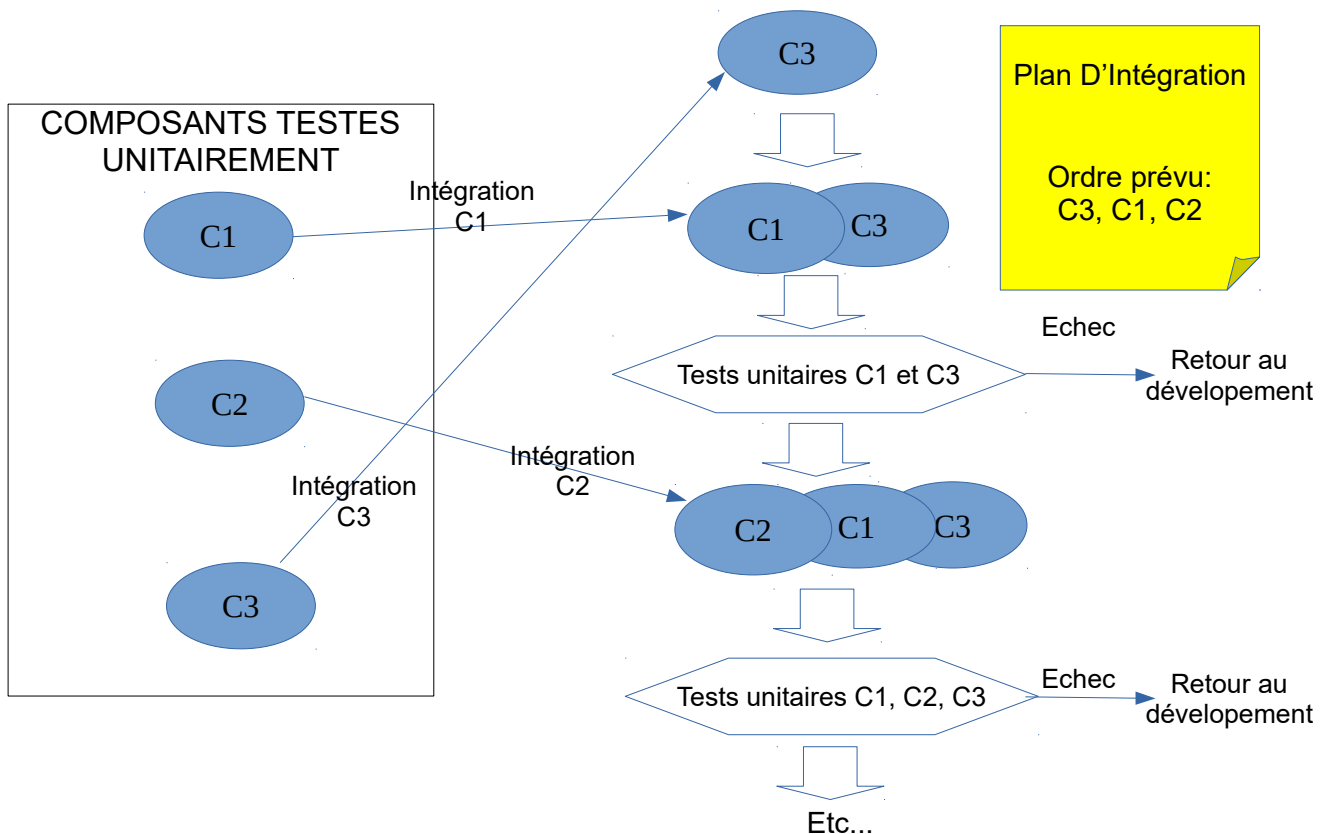 C3
Plan D'Intégration
Ordre prévu:
C3, C1, C2
COMPOSANTS TESTES
UNITAIREMENT
C1
Intégration
C1
C1
C3
Echec
Tests unitaires C1 et C3
Retour au
dévelopement
C2
Intégration
C2
Intégration
C3
C2
C1
C3
C3
Tests unitaires C1, C2, C3
Echec
Retour au
dévelopement
Etc...